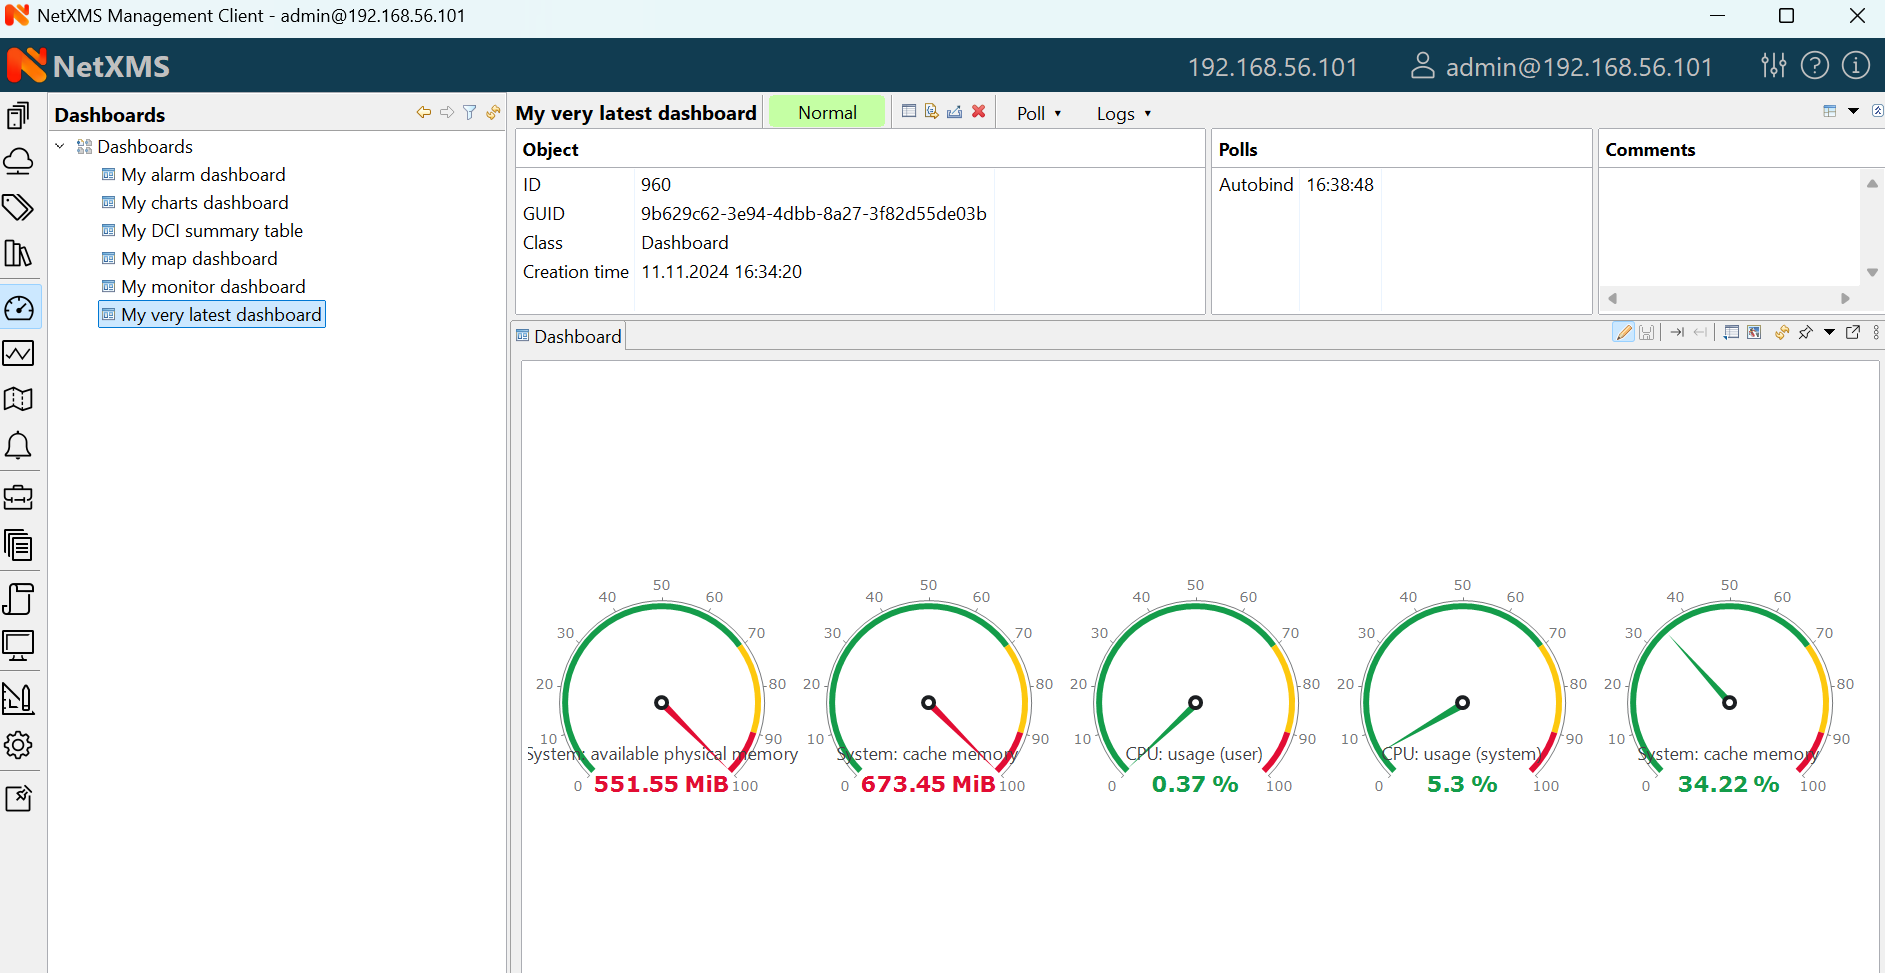 NetXMS Management Client - admin@192.168.56.101
NetXMS
192.168.56.101
admin@192.168.56.101
Dashboards
Dashboards
My alarm dashboard
My charts dashboard
My DCI summary table
My map dashboard
My monitor dashboard
My very latest dashboard
My very latest dashboard
Normal
Poll
Logs
Object
ID 960
GUID 9b629c62-3e94-4dbb-8a27-3f82d55de03b
Class Dashboard
Creation time 11.11.2024 16:34:20
Polls
Autobind 16:38:48
Comments
Dashboard
0 10 20 30 40 50 60 70 80 90 100
System: available physical memory
551.55 MiB
0 10 20 30 40 50 60 70 80 90 100
System: cache memory
673.45 MiB
0 10 20 30 40 50 60 70 80 90 100
CPU: usage (user)
0.37 %
0 10 20 30 40 50 60 70 80 90 100
CPU: usage (system)
5.3 %
0 10 20 30 40 50 60 70 80 90 100
System: cache memory
34.22 %